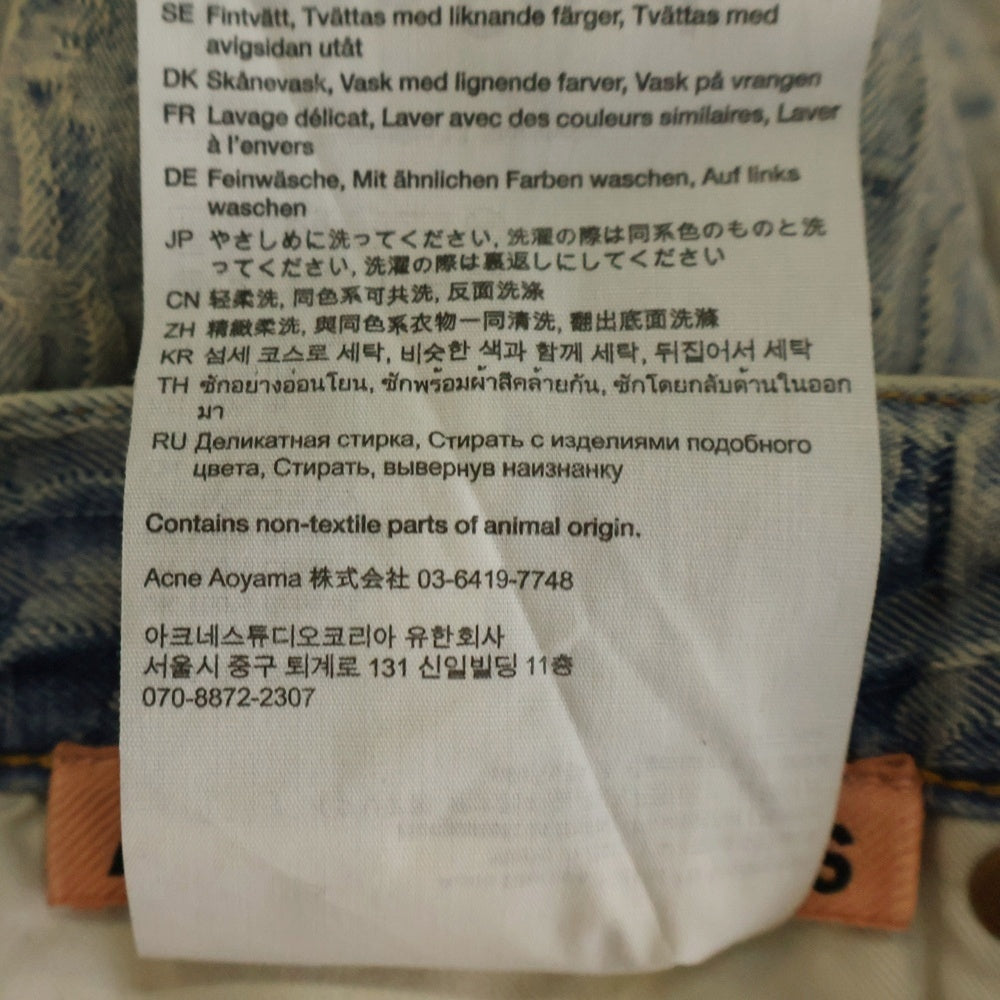 SE Fintvätt, Tvättas med liknande färger, Tvättas med
avigsidan utåt
DK Skånevask, Vask med lignende farver, Vask på vrangen
FR Lavage délicat, Laver avec des couleurs similaires, Laver
à l'envers
DE Feinwäsche, Mit ähnlichen Farben waschen, Auf links
waschen
JP やさしめに洗ってください, 洗濯の際は同系色のものと洗
ってください, 洗濯の際は裏返しにしてください
CN 轻柔洗, 同色系可共洗, 反面洗涤
ZH 精緻柔洗, 與同色系衣物一同清洗, 翻出底面洗滌
KR 섬세 코스로 세탁, 비슷한 색과 함께 세탁, 뒤집어서 세탁
TH ซักอย่างอ่อนโยน, ซักพร้อมผ้าสีคล้ายกัน, ซักโดยกลับด้านในออก
มา
RU Деликатная стирка, Стирать с изделиями подобного
цвета, Стирать, вывернув наизнанку
Contains non-textile parts of animal origin.
Acne Aoyama 株式会社 03-6419-7748
아크네스튜디오코리아 유한회사
서울시 중구 퇴계로 131 신일빌딩 11층
070-8872-2307